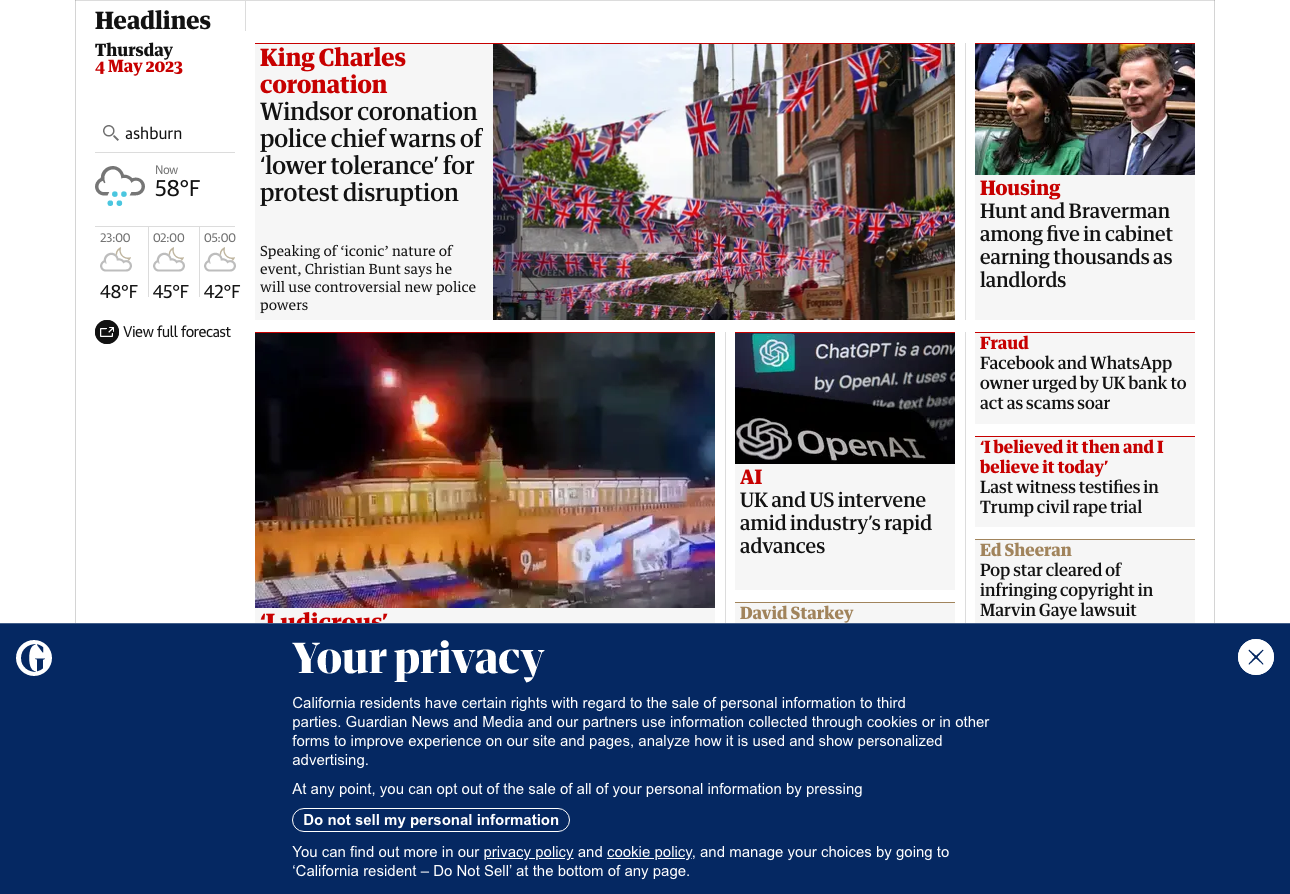 Headlines
Thursday
4 May 2023
ashburn
Now
58°F
23:00
02:00
05:00
48°F
45°F
42°F
View full forecast
King Charles
coronation
Windsor coronation
police chief warns of
‘lower tolerance’ for
protest disruption
Speaking of ‘iconic’ nature of
event, Christian Bunt says he
will use controversial new police
powers
Housing
Hunt and Braverman
among five in cabinet
earning thousands as
landlords
ChatGPT is a conv
by OpenAI. It uses
like text base
large
OpenAI
AI
UK and US intervene
amid industry’s rapid
advances
David Starkey
Fraud
Facebook and WhatsApp
owner urged by UK bank to
act as scams soar
‘I believed it then and I
believe it today’
Last witness testifies in
Trump civil rape trial
Ed Sheeran
Pop star cleared of
infringing copyright in
Marvin Gaye lawsuit
‘Ludicrous’
Your privacy
California residents have certain rights with regard to the sale of personal information to third
parties. Guardian News and Media and our partners use information collected through cookies or in other
forms to improve experience on our site and pages, analyze how it is used and show personalized
advertising.
At any point, you can opt out of the sale of all of your personal information by pressing
Do not sell my personal information
You can find out more in our privacy policy and cookie policy, and manage your choices by going to
‘California resident – Do Not Sell’ at the bottom of any page.